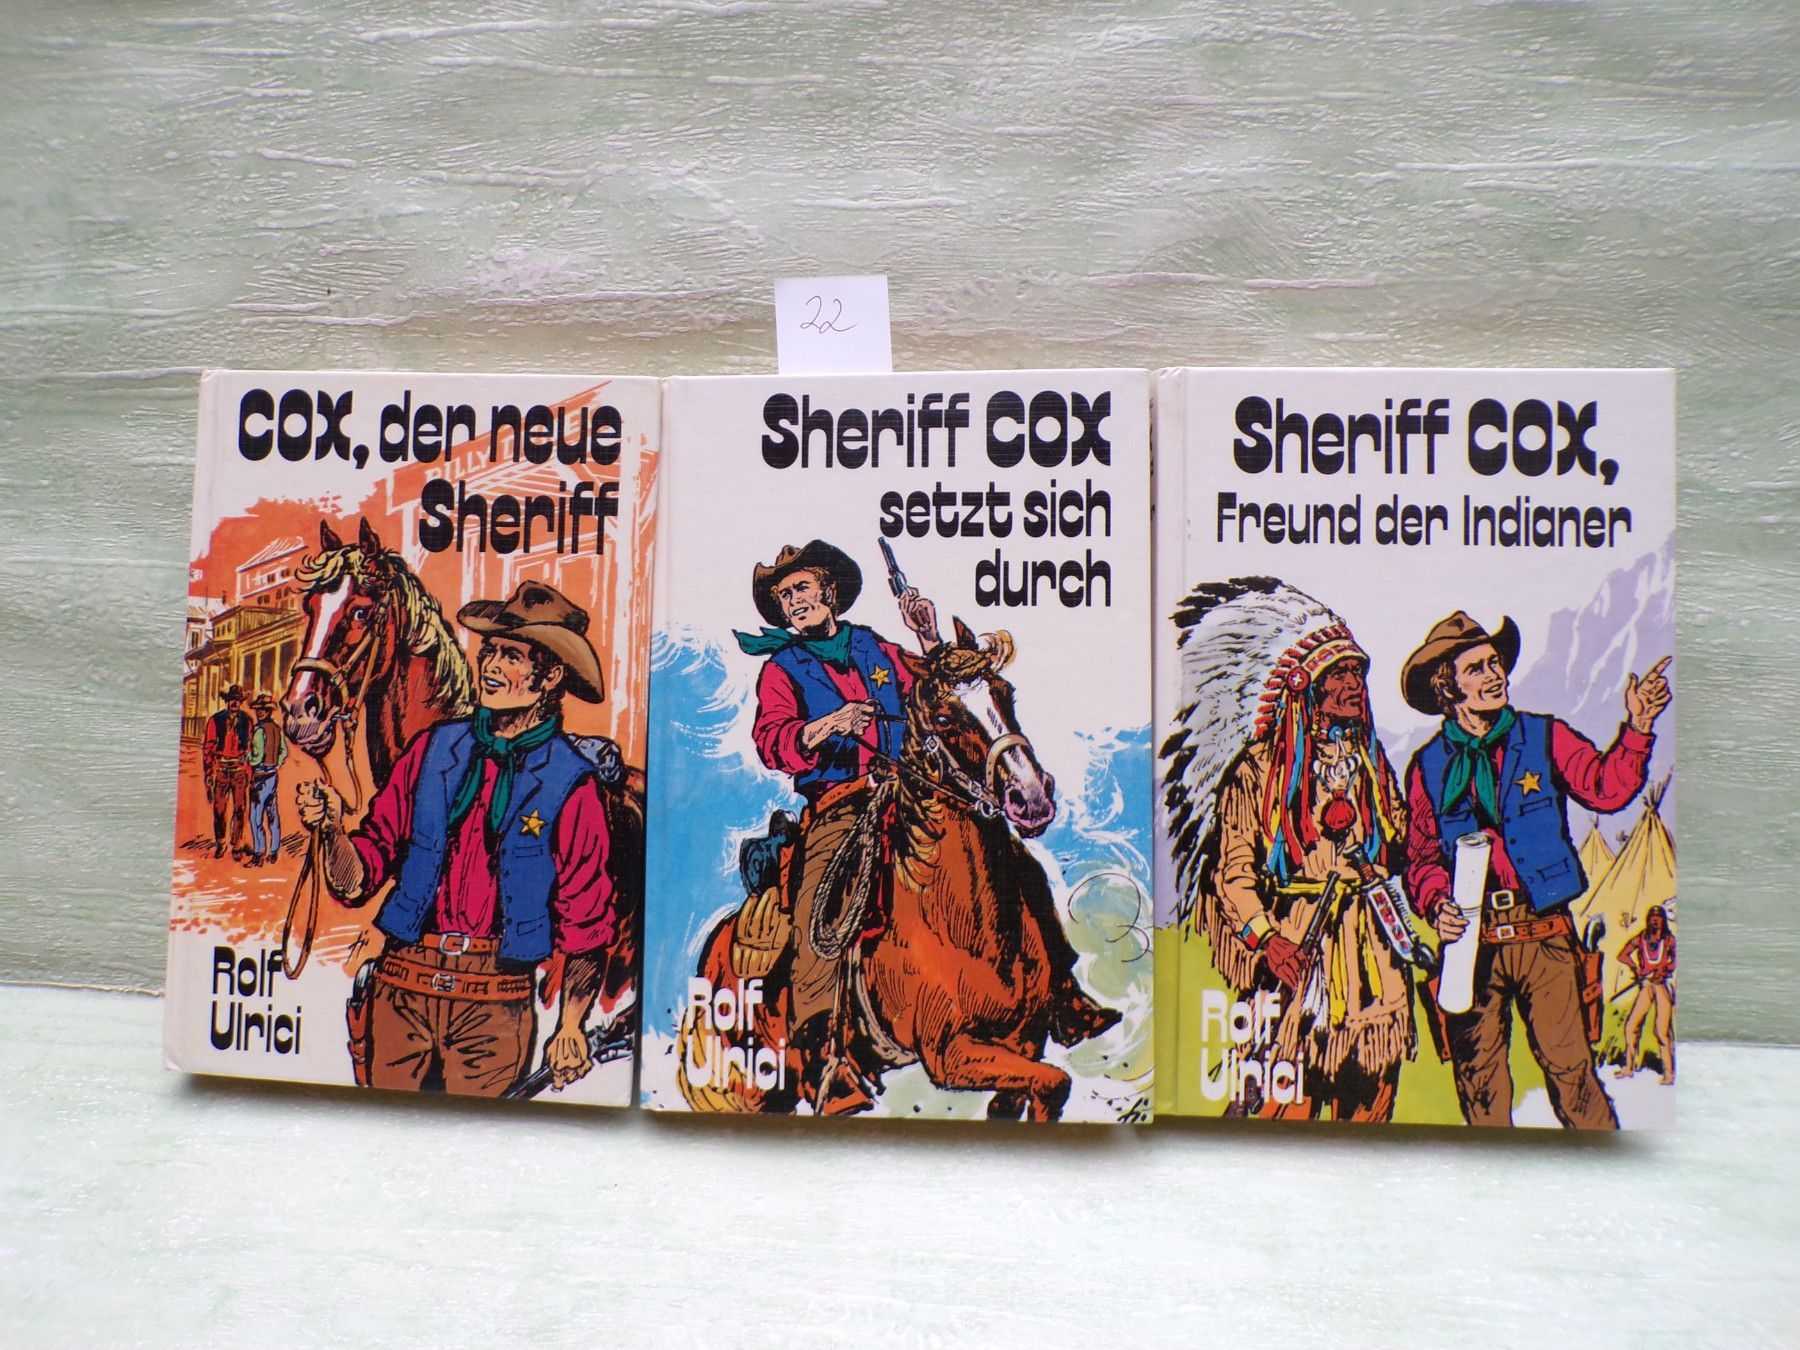 22
Cox, der neue
Sheriff
Rolf
Ulrici
Sheriff Cox
setzt sich
durch
Rolf
Ulrici
Sheriff Cox,
Freund der Indianer
Rolf
Ulrici